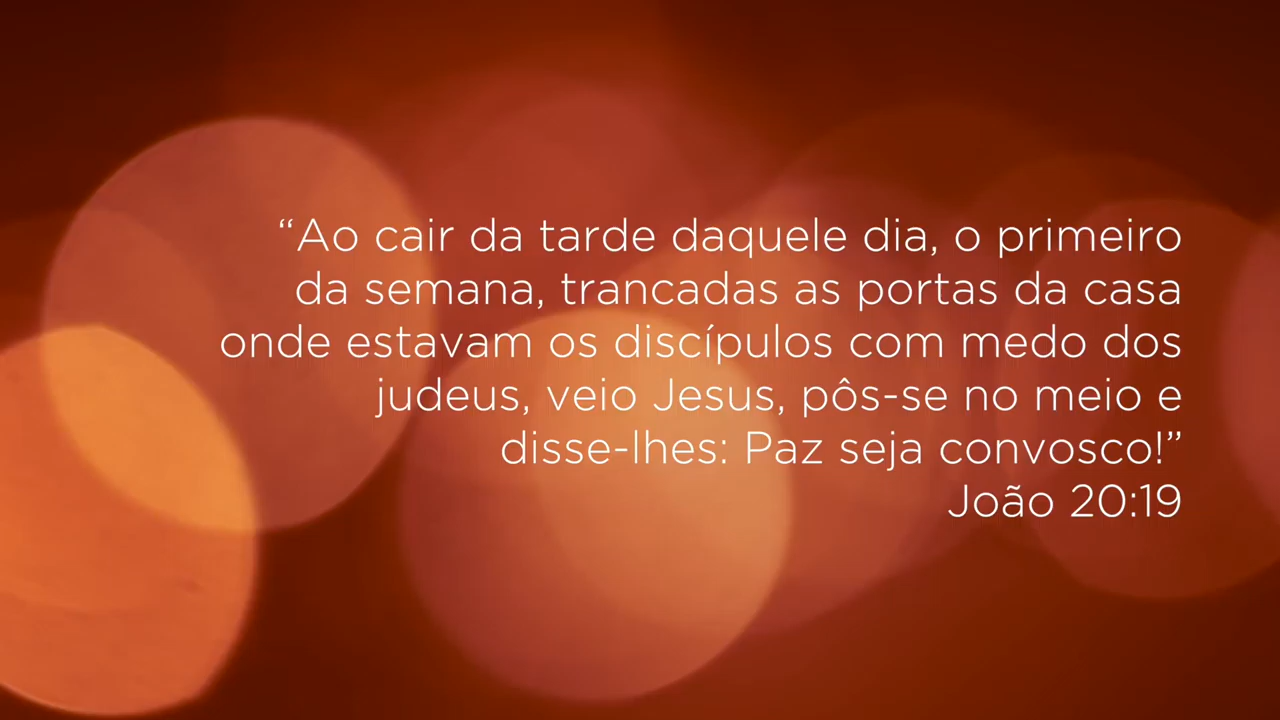 “Ao cair da tarde daquele dia, o primeiro
da semana, trancadas as portas da casa
onde estavam os discípulos com medo dos
judeus, veio Jesus, pôs-se no meio e
disse-lhes: Paz seja convosco!”
João 20:19